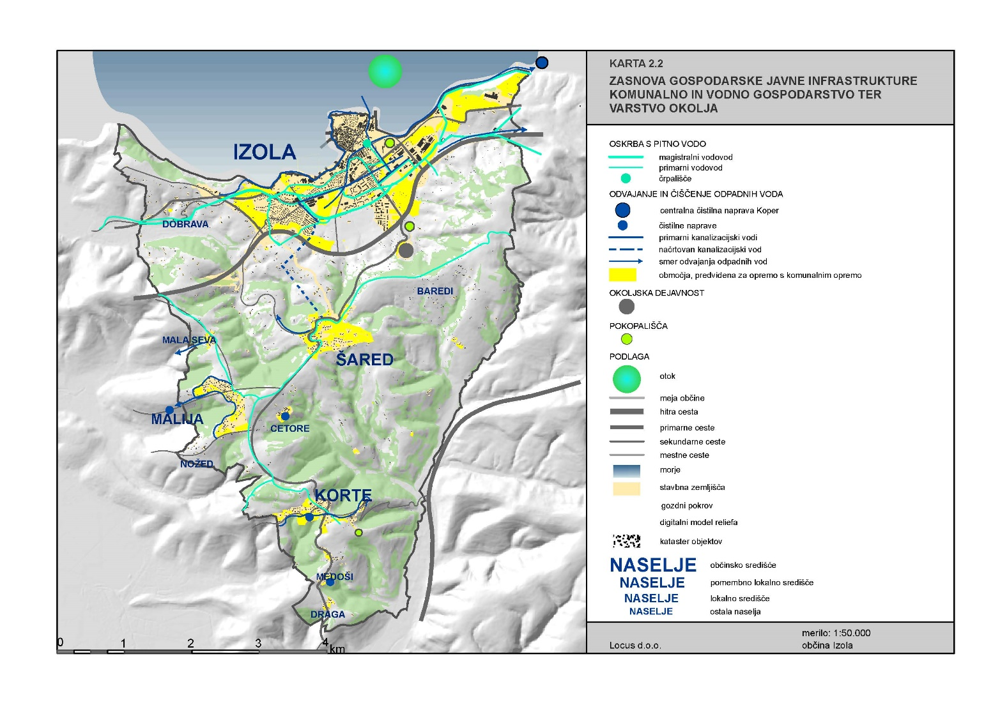 KARTA 2.2
ZASNOVA GOSPODARSKE JAVNE INFRASTRUKTURE
KOMUNALNO IN VODNO GOSPODARSTVO TER
VARSTVO OKOLJA
OSKRBA S PITNO VODO
magistralni vodovod
primarni vodovod
črpališče
ODVAJANJE IN ČIŠČENJE ODPADNIH VODA
centralna čistilna naprava Koper
čistilne naprave
primarni kanalizacijski vodi
načrtovan kanalizacijski vod
smer odvajanja odpadnih vod
območja, predvidena za opremo s komunalnim opremo
OKOLJSKA DEJAVNOST
POKOPALIŠČA
PODLAGA
otok
meja občine
hitra cesta
primarne ceste
sekundarne ceste
mestne ceste
morje
stavbna zemljišča
gozdni pokrov
digitalni model reliefa
kataster objektov
NASELJE občinsko središče
NASELJE pomembno lokalno središče
NASELJE lokalno središče
NASELJE ostala naselja
Locus d.o.o.
merilo: 1:50.000
občina Izola
IZOLA
DOBRAVA
BAREDI
MALA SEVA
ŠARED
MALIJA
CETORE
NOŽED
KORTE
MEDOŠI
DRAGA
0 1 2 3 4 km